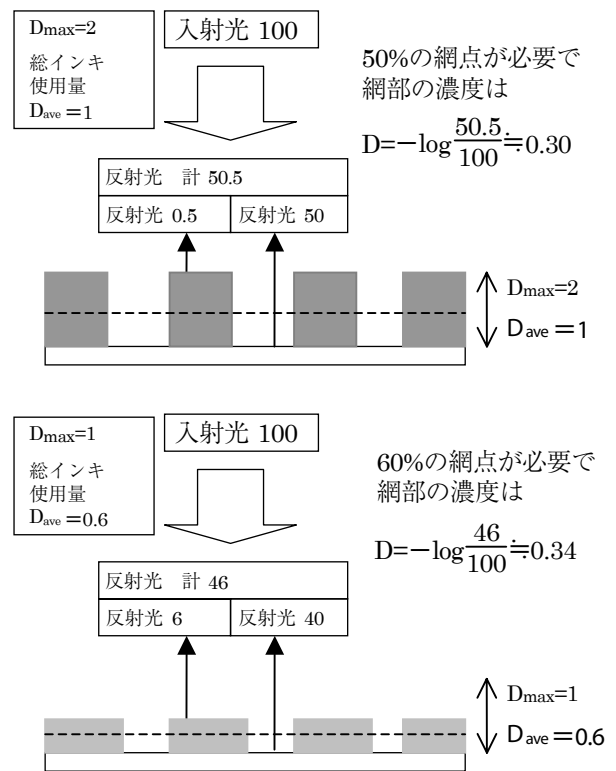 Dmax=2
総インキ
使用量
Dave=1
入射光 100
50%の網点が必要で
網部の濃度は
D=−log 50.5/100 ≒0.30
反射光　計 50.5
反射光 0.5
反射光 50
Dmax=2
Dave=1
Dmax=1
総インキ
使用量
Dave=0.6
入射光 100
60%の網点が必要で
網部の濃度は
D=−log 46/100 ≒0.34
反射光　計 46
反射光 6
反射光 40
Dmax=1
Dave=0.6